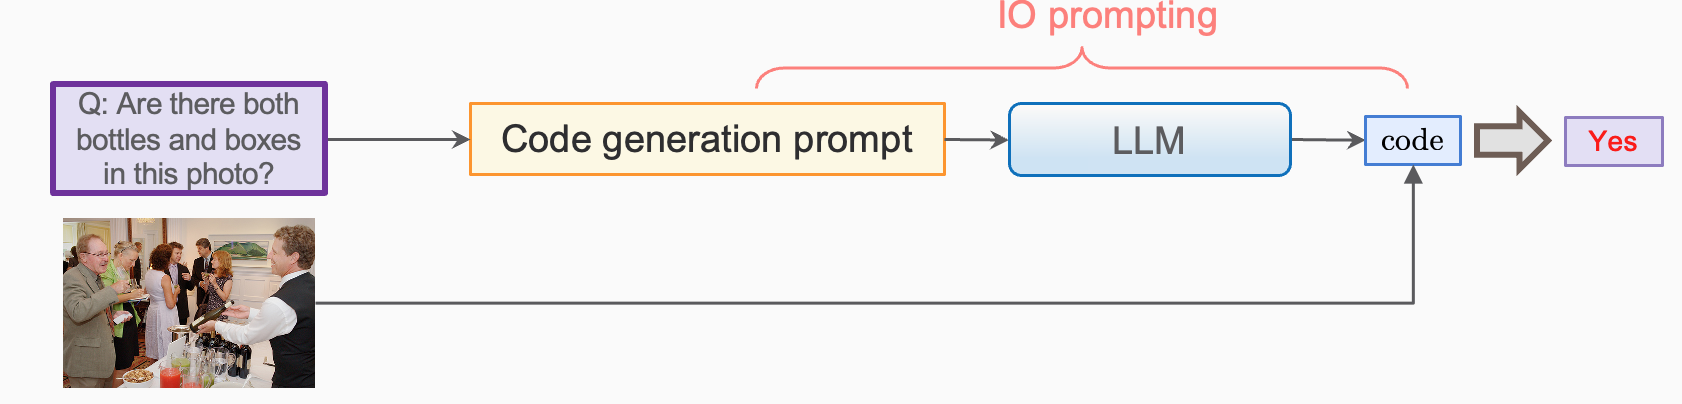 IO prompting
Q: Are there both
bottles and boxes
in this photo?
Code generation prompt
LLM
code
Yes